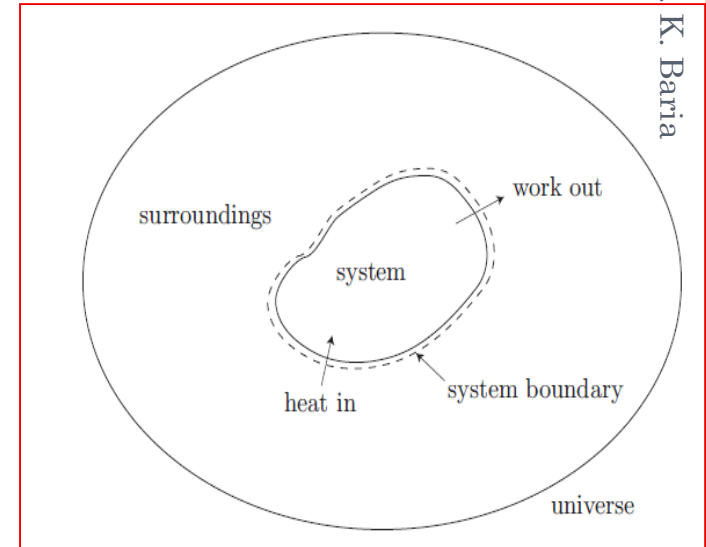 K. Baria
work out
surroundings
system
system boundary
heat in
universe